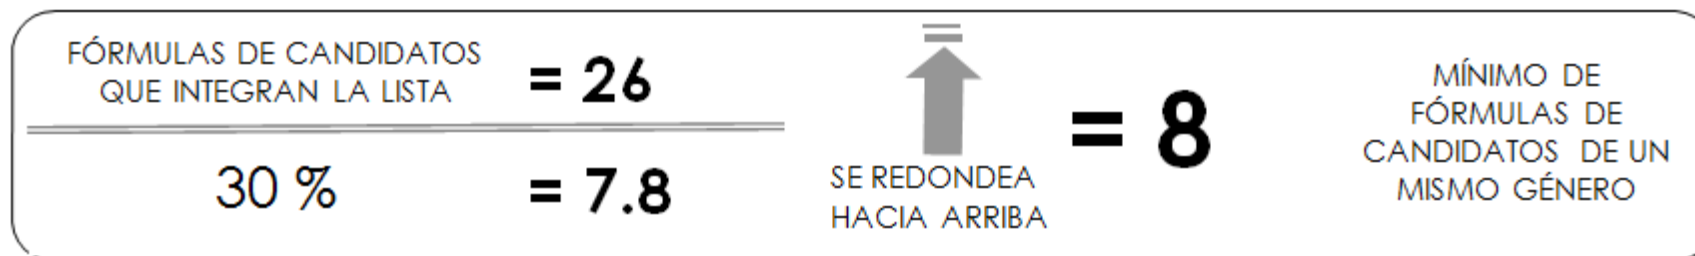 FÓRMULAS DE CANDIDATOS
QUE INTEGRAN LA LISTA
= 26
30 %
= 7.8
SE REDONDEA
HACIA ARRIBA
= 8
MÍNIMO DE
FÓRMULAS DE
CANDIDATOS DE UN
MISMO GÉNERO